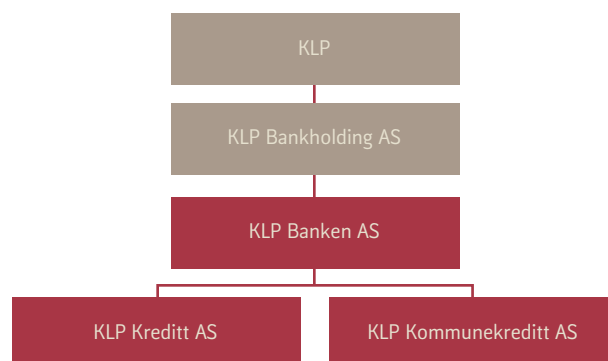 KLP
KLP Bankholding AS
KLP Banken AS
KLP Kreditt AS
KLP Kommunekreditt AS